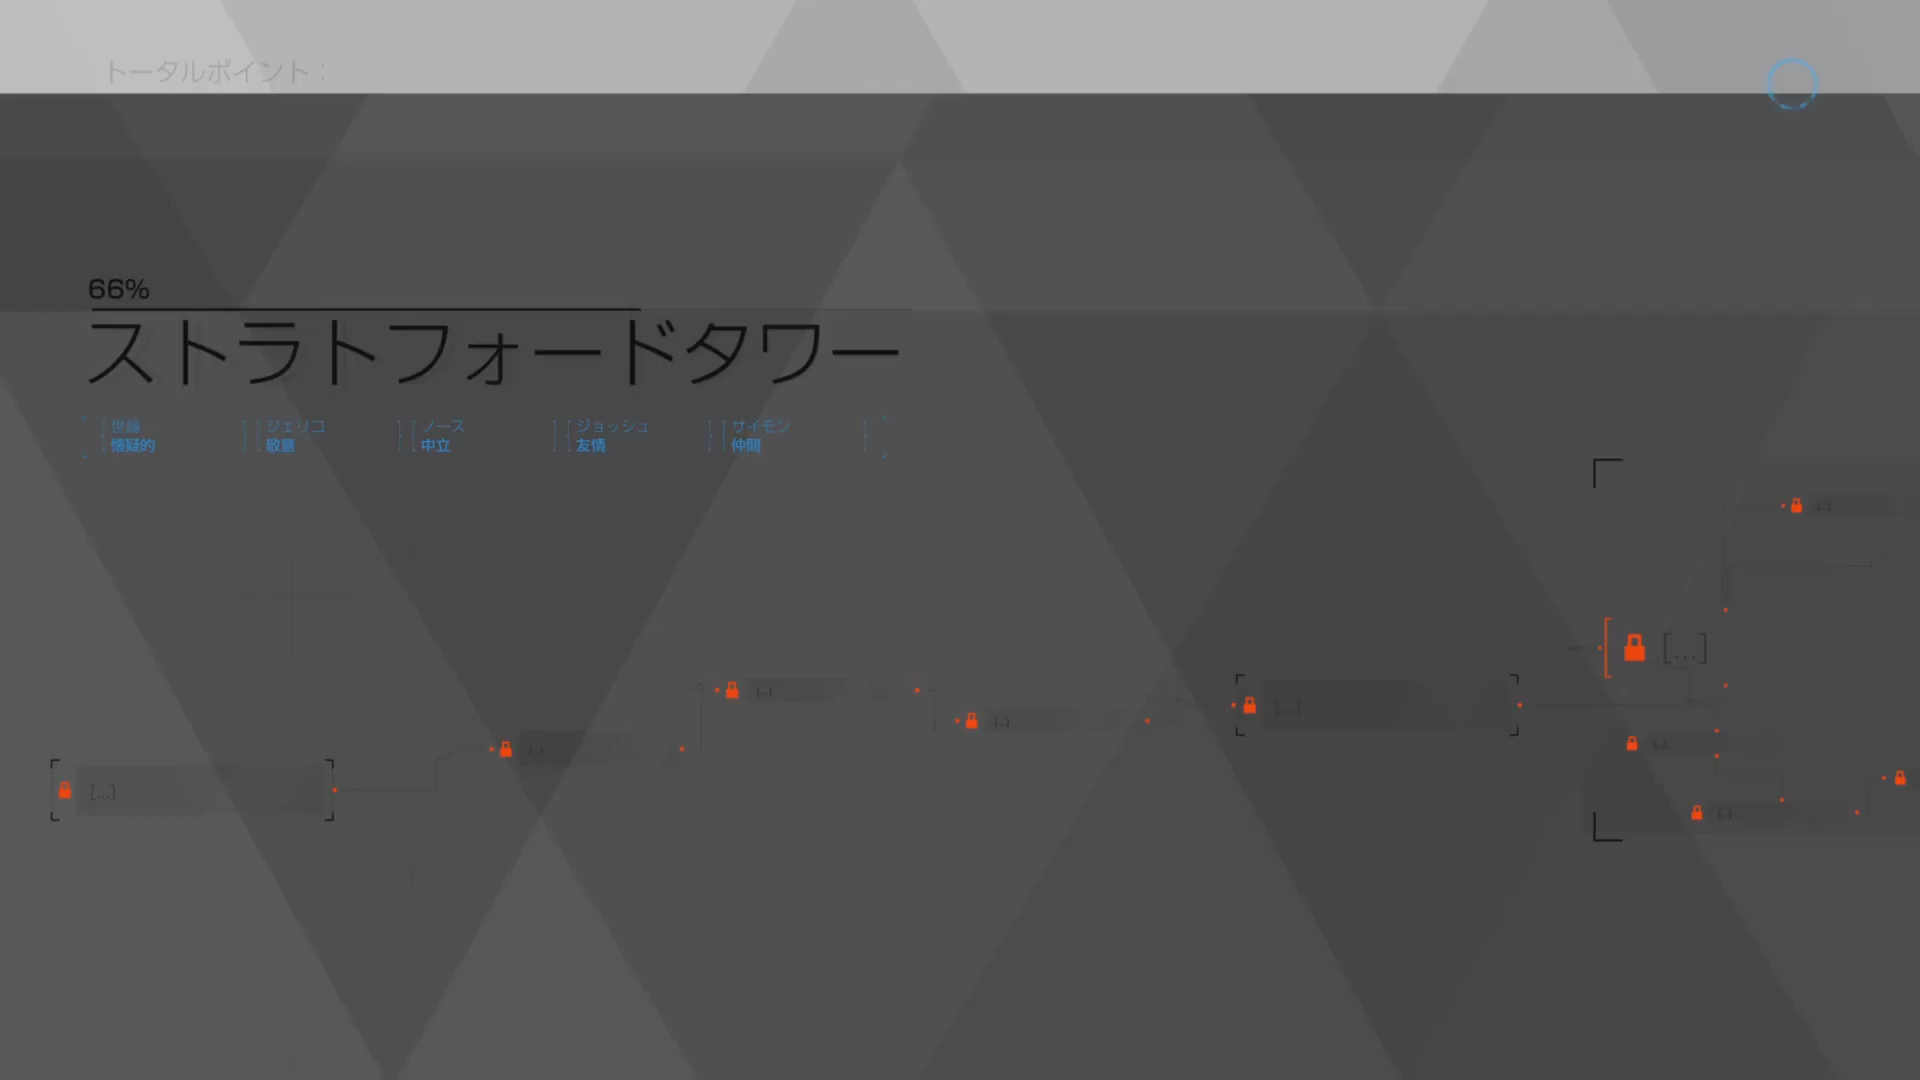 トータルポイント：
66%
ストラトフォードタワー
世論 ジェリコ ノース ジョッシュ サイモン
懐疑的 敬意 中立 友情 仲間
[...]
[...]
[...]
[...]
[...]